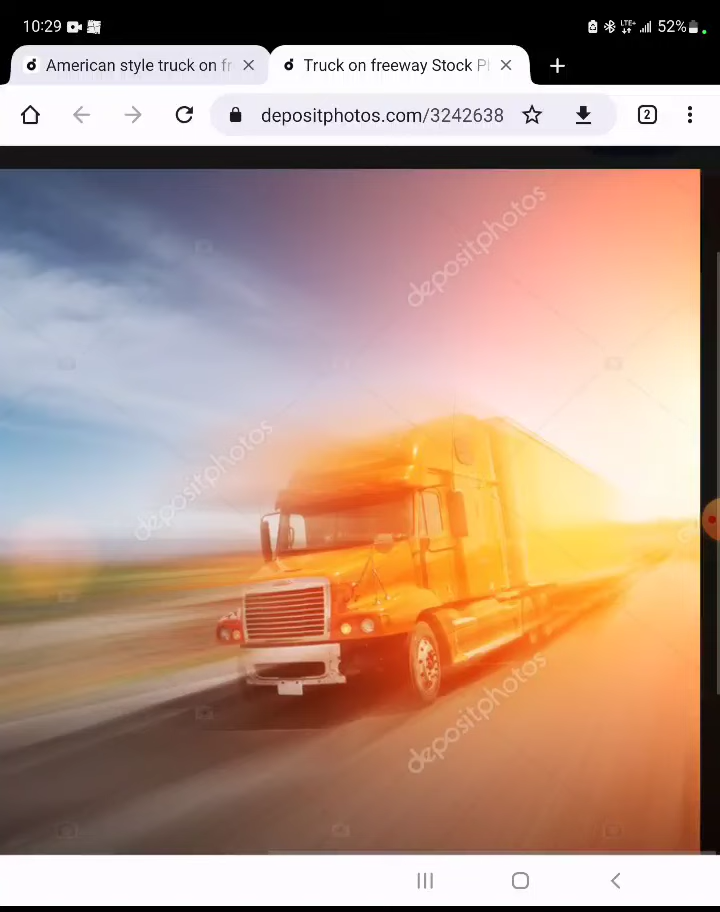 10:29 LTE+ 52%
American style truck on fr Truck on freeway Stock P
depositphotos.com/3242638 2
depositphotos
depositphotos
depositphotos